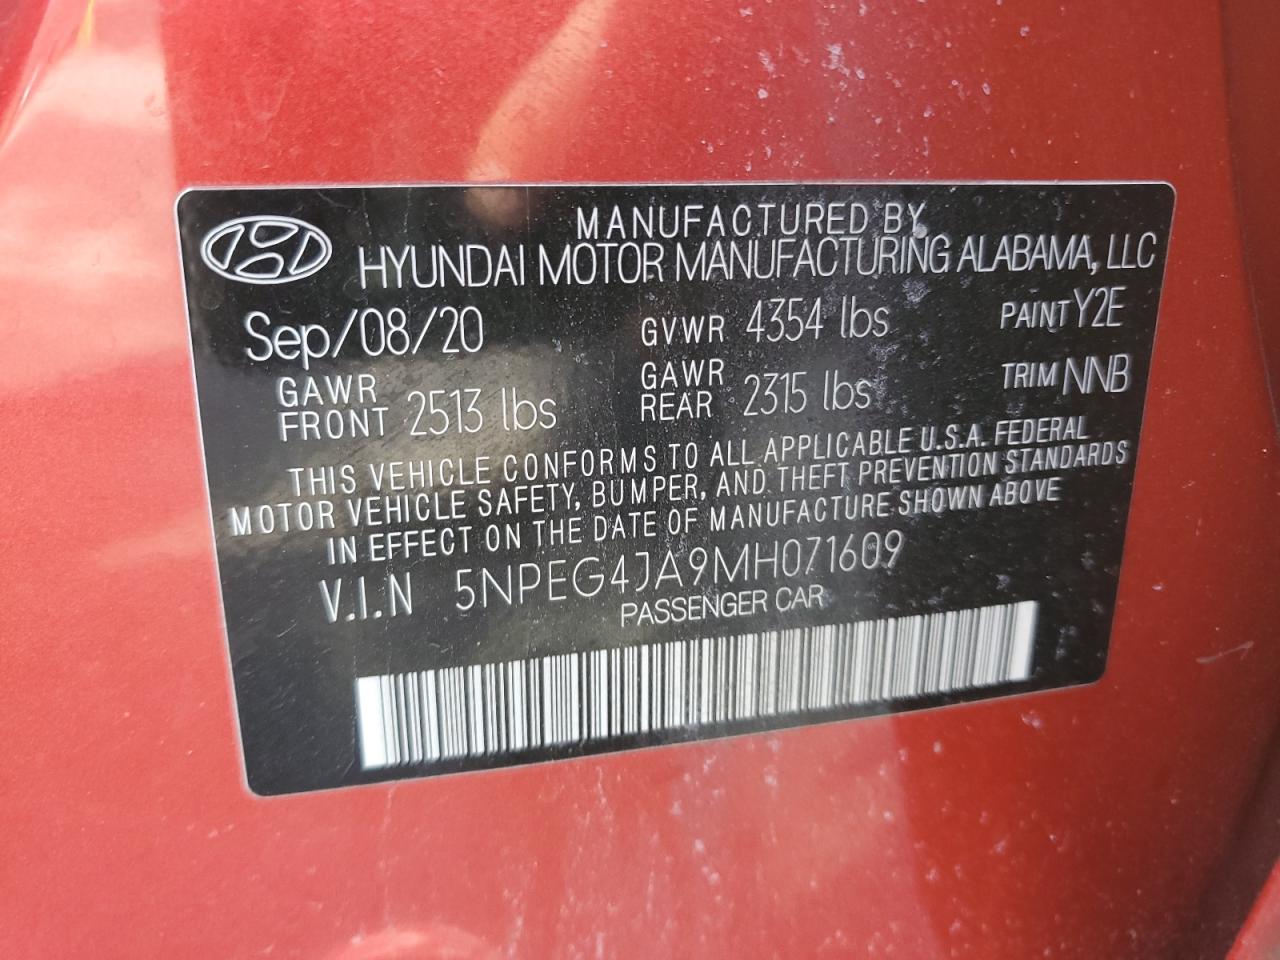 MANUFACTURED BY
HYUNDAI MOTOR MANUFACTURING ALABAMA, LLC
Sep/08/20 GVWR 4354 lbs PAINT Y2E
GAWR FRONT 2513 lbs GAWR REAR 2315 lbs TRIM NNB
THIS VEHICLE CONFORMS TO ALL APPLICABLE U.S.A. FEDERAL
MOTOR VEHICLE SAFETY, BUMPER, AND THEFT PREVENTION STANDARDS
IN EFFECT ON THE DATE OF MANUFACTURE SHOWN ABOVE
V.I.N 5NPEG4JA9MH071609
PASSENGER CAR